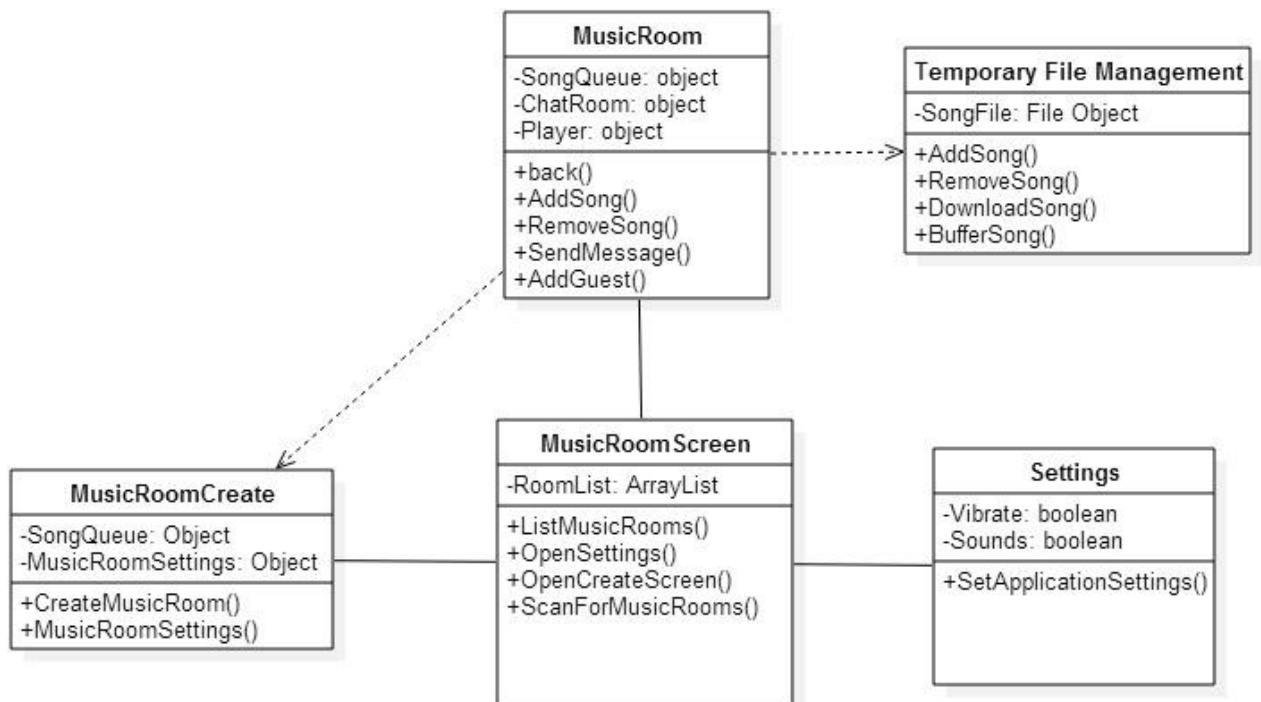 MusicRoom
-SongQueue: object
-ChatRoom: object
-Player: object
+back()
+AddSong()
+RemoveSong()
+SendMessage()
+AddGuest()
Temporary File Management
-SongFile: File Object
+AddSong()
+RemoveSong()
+DownloadSong()
+BufferSong()
MusicRoomCreate
-SongQueue: Object
-MusicRoomSettings: Object
+CreateMusicRoom()
+MusicRoomSettings()
MusicRoomScreen
-RoomList: ArrayList
+ListMusicRooms()
+OpenSettings()
+OpenCreateScreen()
+ScanForMusicRooms()
Settings
-Vibrate: boolean
-Sounds: boolean
+SetApplicationSettings()